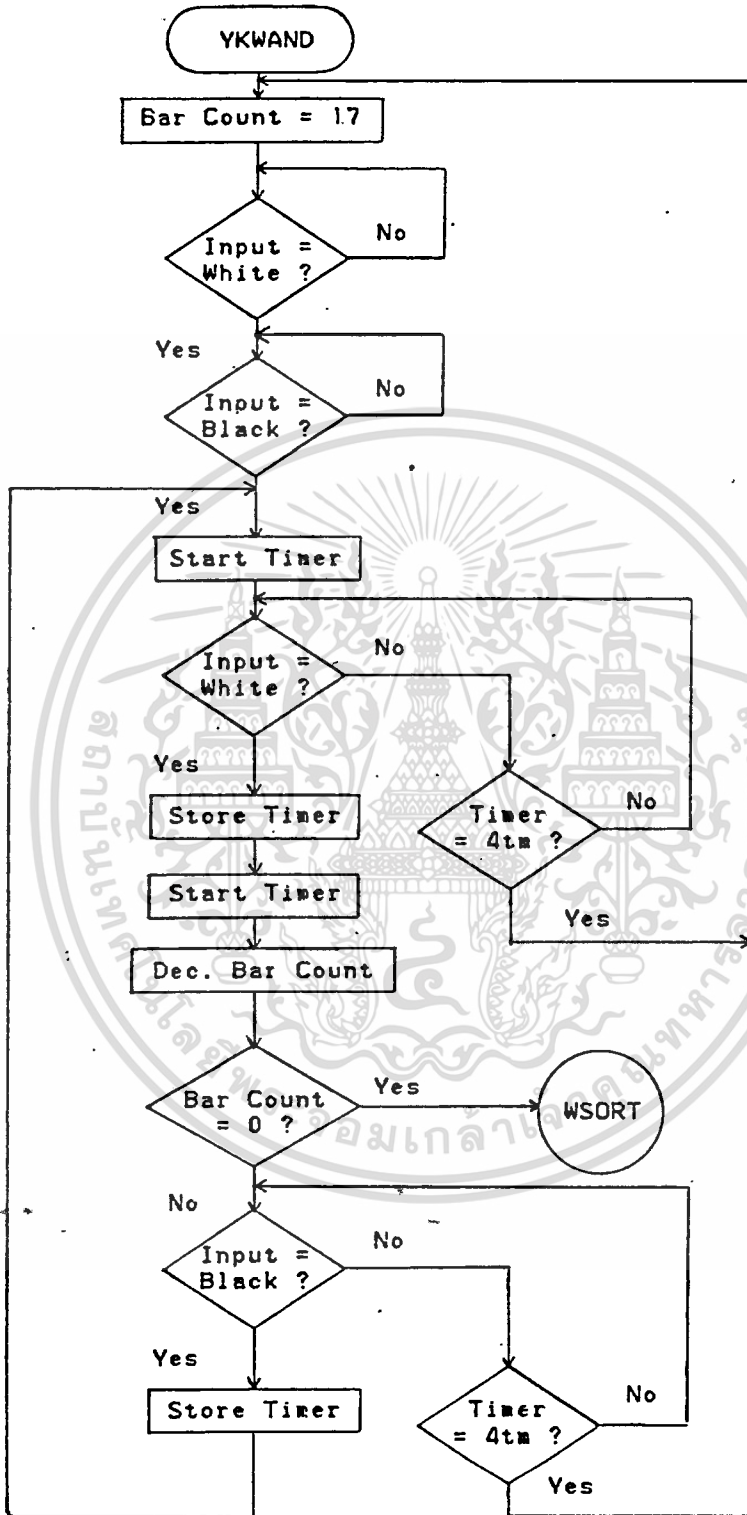 YKWAND
Bar Count = 17
Input =
White ?
No
Yes
Input =
Black ?
No
Yes
Start Timer
Input =
White ?
No
Yes
Store Timer
Timer
= 4tm ?
No
Start Timer
Yes
Dec. Bar Count
Bar Count
= 0 ?
Yes
WSORT
No
Input =
Black ?
No
Yes
Store Timer
Timer
= 4tm ?
No
Yes